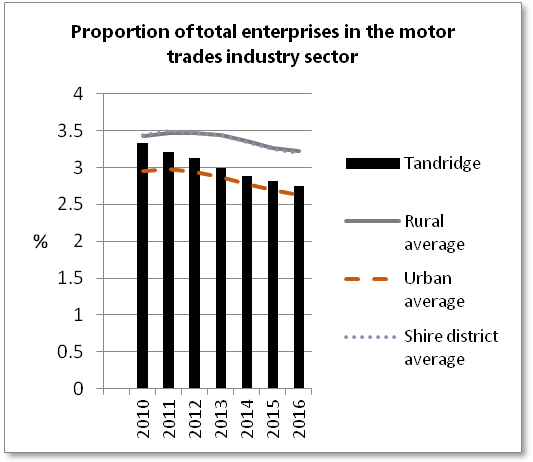 Proportion of total enterprises in the motor
trades industry sector
4
3.5
3
2.5
2
1.5
1
0.5
0
%
2010
2011
2012
2013
2014
2015
2016
Tandridge
Rural
average
Urban
average
Shire district
average